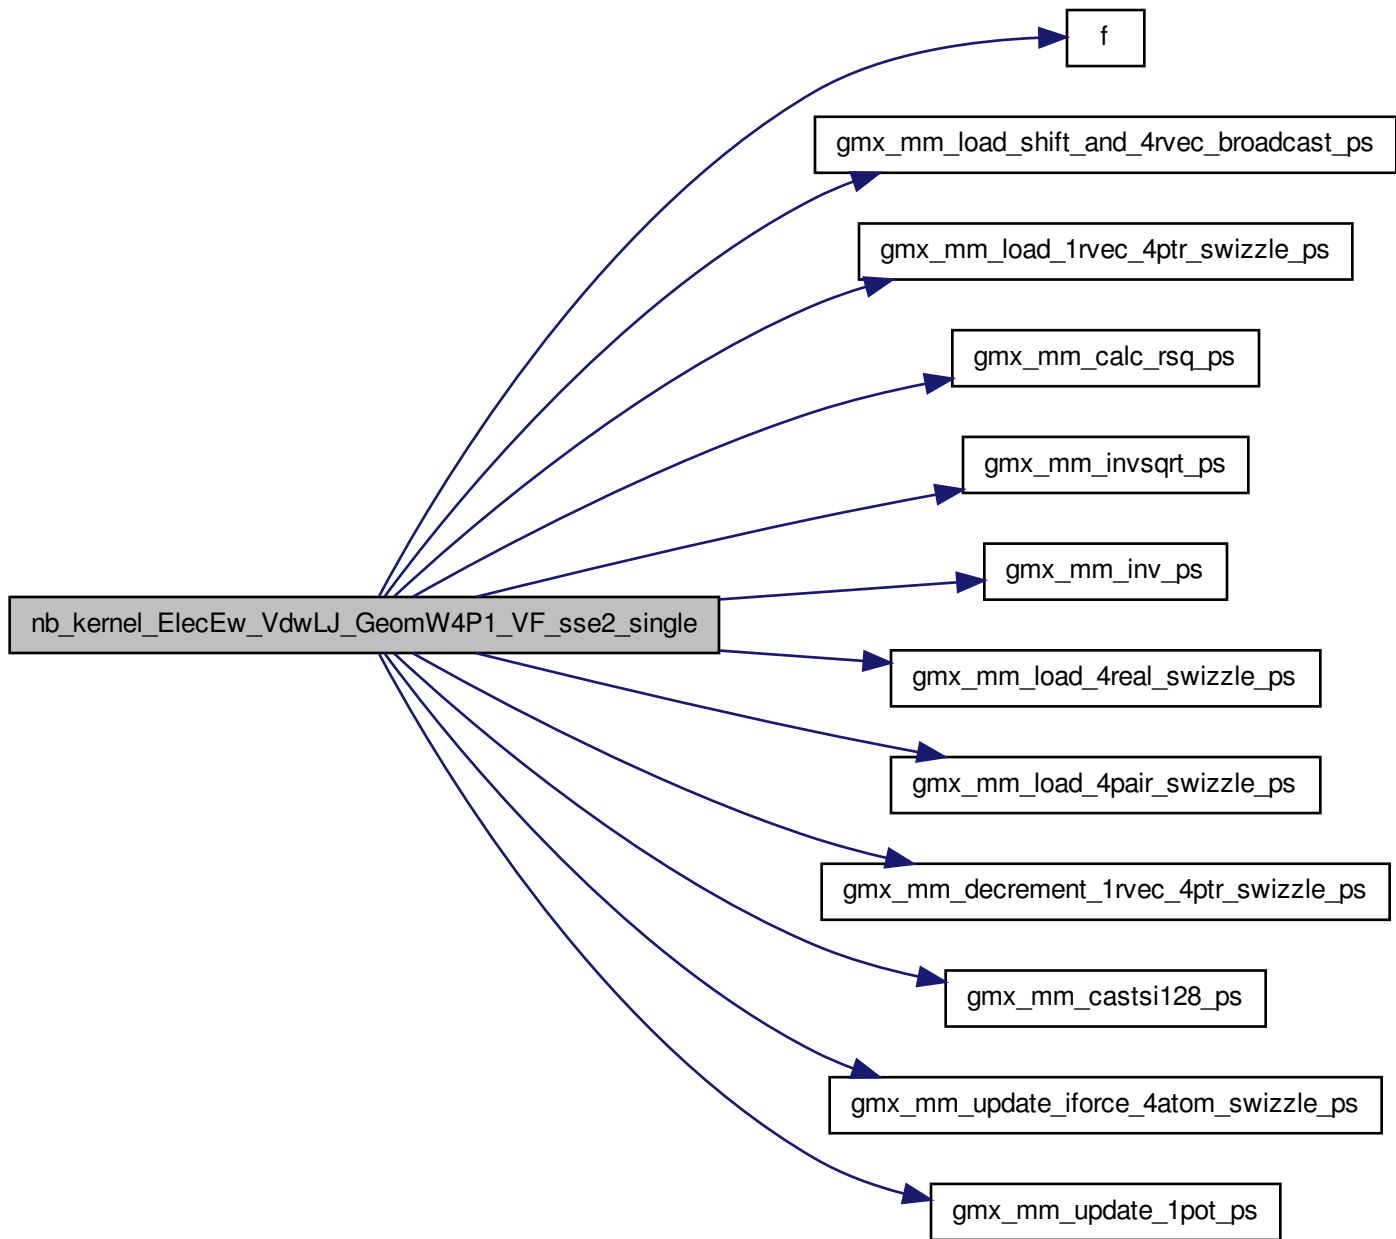 f
gmx_mm_load_shift_and_4rvec_broadcast_ps
gmx_mm_load_1rvec_4ptr_swizzle_ps
gmx_mm_calc_rsq_ps
gmx_mm_invsqrt_ps
gmx_mm_inv_ps
nb_kernel_ElecEw_VdwLJ_GeomW4P1_VF_sse2_single
gmx_mm_load_4real_swizzle_ps
gmx_mm_load_4pair_swizzle_ps
gmx_mm_decrement_1rvec_4ptr_swizzle_ps
gmx_mm_castsi128_ps
gmx_mm_update_iforce_4atom_swizzle_ps
gmx_mm_update_1pot_ps